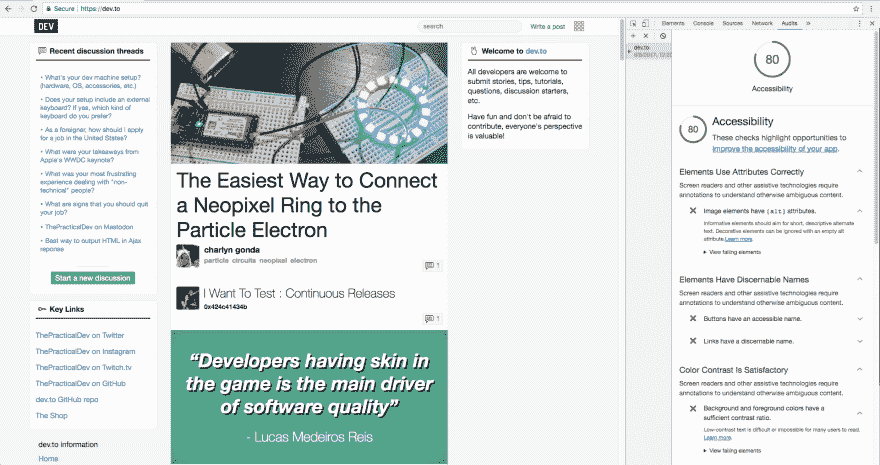 Secure
https://dev.to
DEV
search
Write a post
Recent discussion threads
• What's your dev machine setup?
(hardware, OS, accessories, etc.)
• Does your setup include an external
keyboard? If yes, which kind of
keyboard do you prefer?
• As a foreigner, how should I apply
for a job in the United States?
• What were your takeaways from
Apple's WWDC keynote?
• What was your most frustrating
experience dealing with "non-
technical" people?
• What are signs that you should quit
your job?
• ThePracticalDev on Mastodon
• Best way to output HTML in Ajax
reponse
Start a new discussion
Key Links
ThePracticalDev on Twitter
ThePracticalDev on Instagram
ThePracticalDev on Twitch.tv
ThePracticalDev on GitHub
dev.to GitHub repo
The Shop
dev.to information
Home
The Easiest Way to Connect
a Neopixel Ring to the
Particle Electron
charlyn gonda
particle circuits neopixel electron
1
I Want To Test : Continuous Releases
0x424c41434b
1
“Developers having skin in
the game is the main driver
of software quality”
- Lucas Medeiros Reis
Welcome to dev.to
All developers are welcome to
submit stories, tips, tutorials,
questions, discussion starters,
etc.
Have fun and don't be afraid to
contribute, everyone's perspective
is valuable!
Elements Console Sources Network Audits
dev.to
80
Accessibility
80
Accessibility
These checks highlight opportunities to
improve the accessibility of your app.
Elements Use Attributes Correctly
Screen readers and other assistive technologies require
annotations to understand otherwise ambiguous content.
Image elements have [alt] attributes.
Informative elements should aim for short, descriptive alternate
text. Decorative elements can be ignored with an empty alt
attribute.Learn more.
View failing elements
Elements Have Discernable Names
Screen readers and other assistive technologies require
annotations to understand otherwise ambiguous content.
Buttons have an accessible name.
Links have a discernable name.
Color Contrast Is Satisfactory
Screen readers and other assistive technologies require
annotations to understand otherwise ambiguous content.
Background and foreground colors have a
sufficient contrast ratio.
Low-contrast text is difficult or impossible for many users to read.
Learn more.
View failing elements